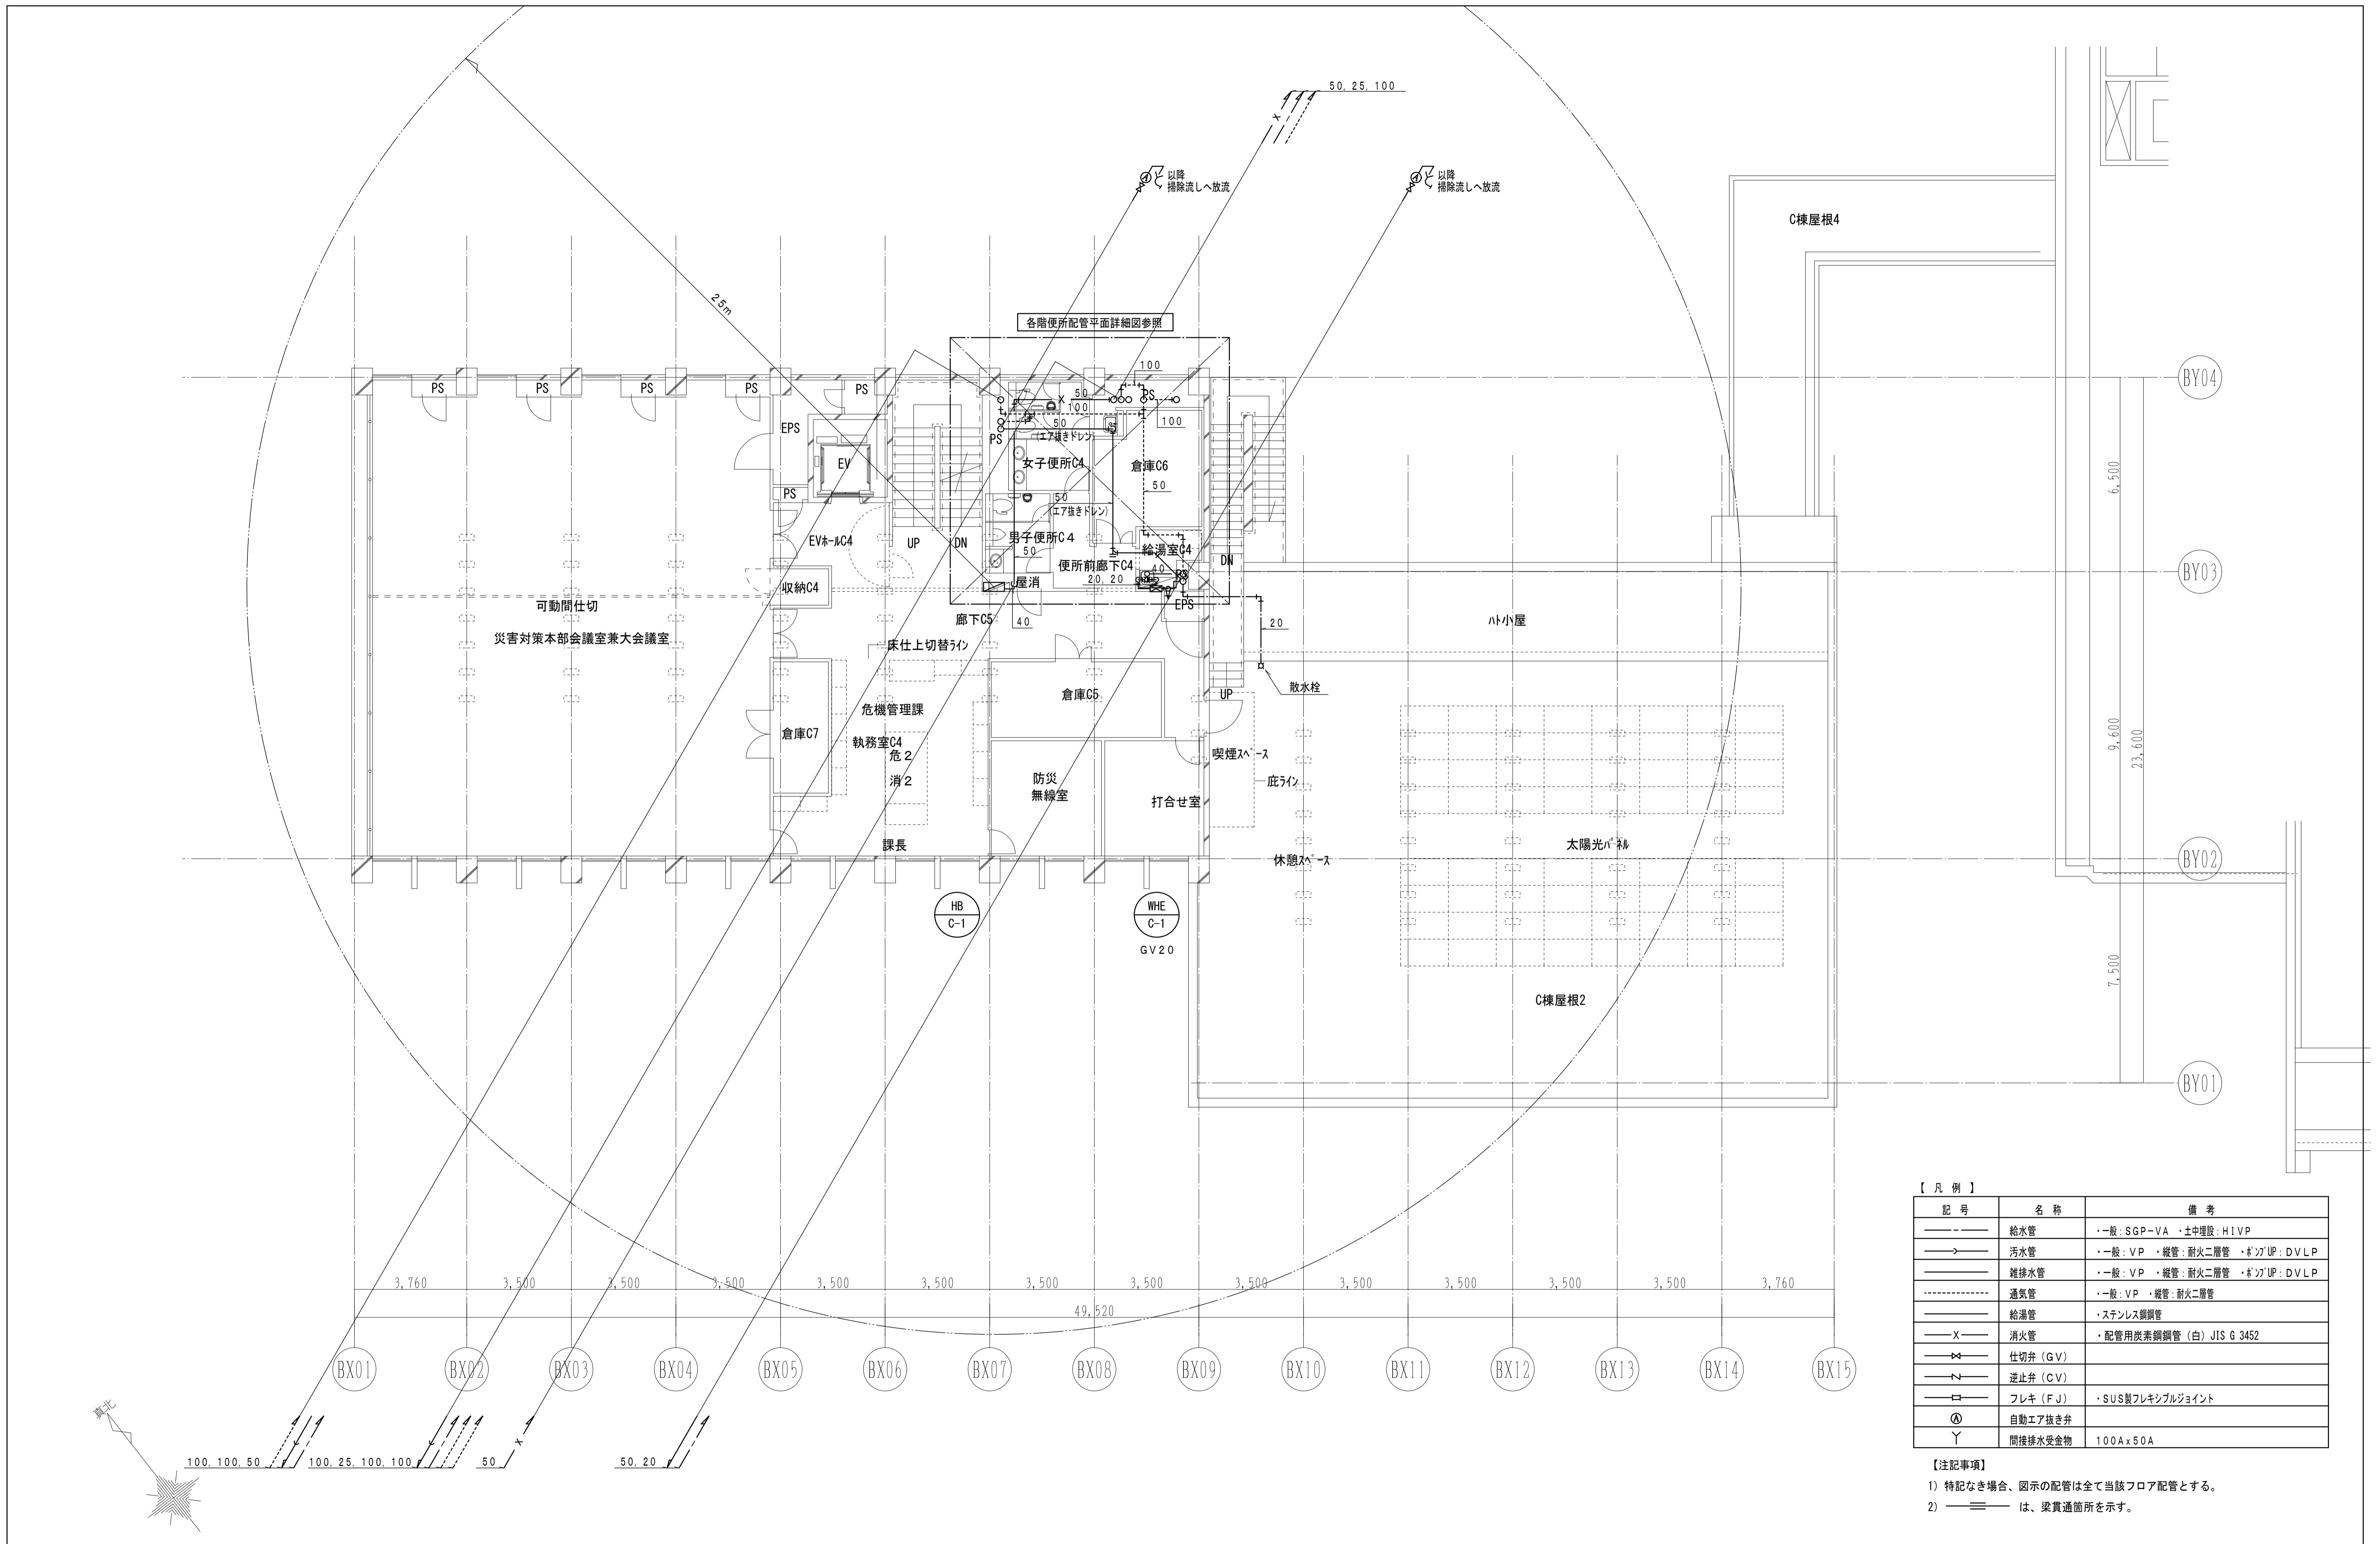 50, 25, 100
以降
掃除流しへ放流
以降
掃除流しへ放流
C棟屋根4
25m
各階便所配管平面詳細図参照
100
BY04
PS
PS
PS
PS
PS
50
PS
X
100
100
50
(エア抜きドレン)
EPS
PS
EV
女子便所C4
倉庫C6
6,500
PS
50
50
(エア抜きドレン)
EVﾎｰﾙC4
UP
DN
男子便所C4
給湯室C4
50
便所前廊下C4
DN
40
PS
BY03
収納C4
屋消
20, 20
EPS
可動間仕切
廊下C5
40
20
ﾊﾄ小屋
災害対策本部会議室兼大会議室
床仕上切替ﾗｲﾝ
散水栓
倉庫C5
UP
危機管理課
倉庫C7
執務室C4
危2
消2
喫煙ｽﾍﾟｰｽ
9,600
23,600
防災
無線室
庇ﾗｲﾝ
打合せ室
課長
太陽光ﾊﾟﾈﾙ
休憩ｽﾍﾟｰｽ
BY02
HB
C-1
WHE
C-1
GV20
7,500
C棟屋根2
BY01
3,760
3,500
3,500
3,500
3,500
3,500
3,500
3,500
3,500
3,500
3,500
3,500
3,500
3,760
49,520
BX01
BX02
BX03
BX04
BX05
BX06
BX07
BX08
BX09
BX10
BX11
BX12
BX13
BX14
BX15
真北
100, 100, 50
100, 25, 100, 100
50
X
50, 20
【 凡 例 】
記 号 名 称 備 考
給水管 ・一般：SGP－VA ・土中埋設：HIVP
汚水管 ・一般：VP ・縦管：耐火二層管 ・ﾎﾟﾝﾌﾟUP：DVLP
雑排水管 ・一般：VP ・縦管：耐火二層管 ・ﾎﾟﾝﾌﾟUP：DVLP
通気管 ・一般：VP ・縦管：耐火二層管
給湯管 ・ステンレス鋼鋼管
X 消火管 ・配管用炭素鋼鋼管（白）JIS G 3452
仕切弁（GV）
逆止弁（CV）
フレキ（FJ） ・SUS製フレキシブルジョイント
A 自動エア抜き弁
間接排水受金物 100Ax50A
【注記事項】
1) 特記なき場合、図示の配管は全て当該フロア配管とする。
2) は、梁貫通箇所を示す。